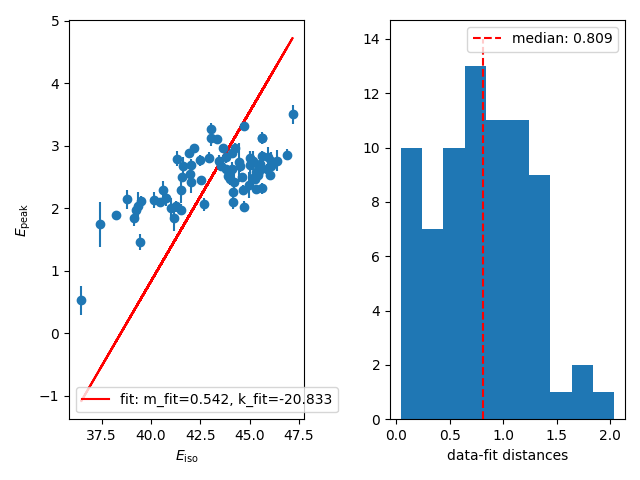 5
4
3
2
1
0
−1
E_peak
37.5 40.0 42.5 45.0 47.5
E_iso
fit: m_fit=0.542, k_fit=-20.833
14
12
10
8
6
4
2
0
0.0 0.5 1.0 1.5 2.0
data-fit distances
median: 0.809